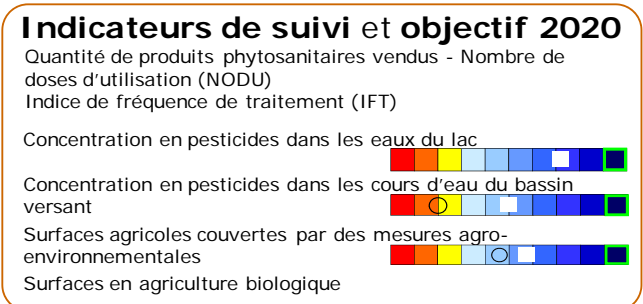 Indicateurs de suivi et objectif 2020
Quantité de produits phytosanitaires vendus - Nombre de
doses d'utilisation (NODU)
Indice de fréquence de traitement (IFT)
Concentration en pesticides dans les eaux du lac
Concentration en pesticides dans les cours d'eau du bassin
versant
Surfaces agricoles couvertes par des mesures agro-
environnementales
Surfaces en agriculture biologique